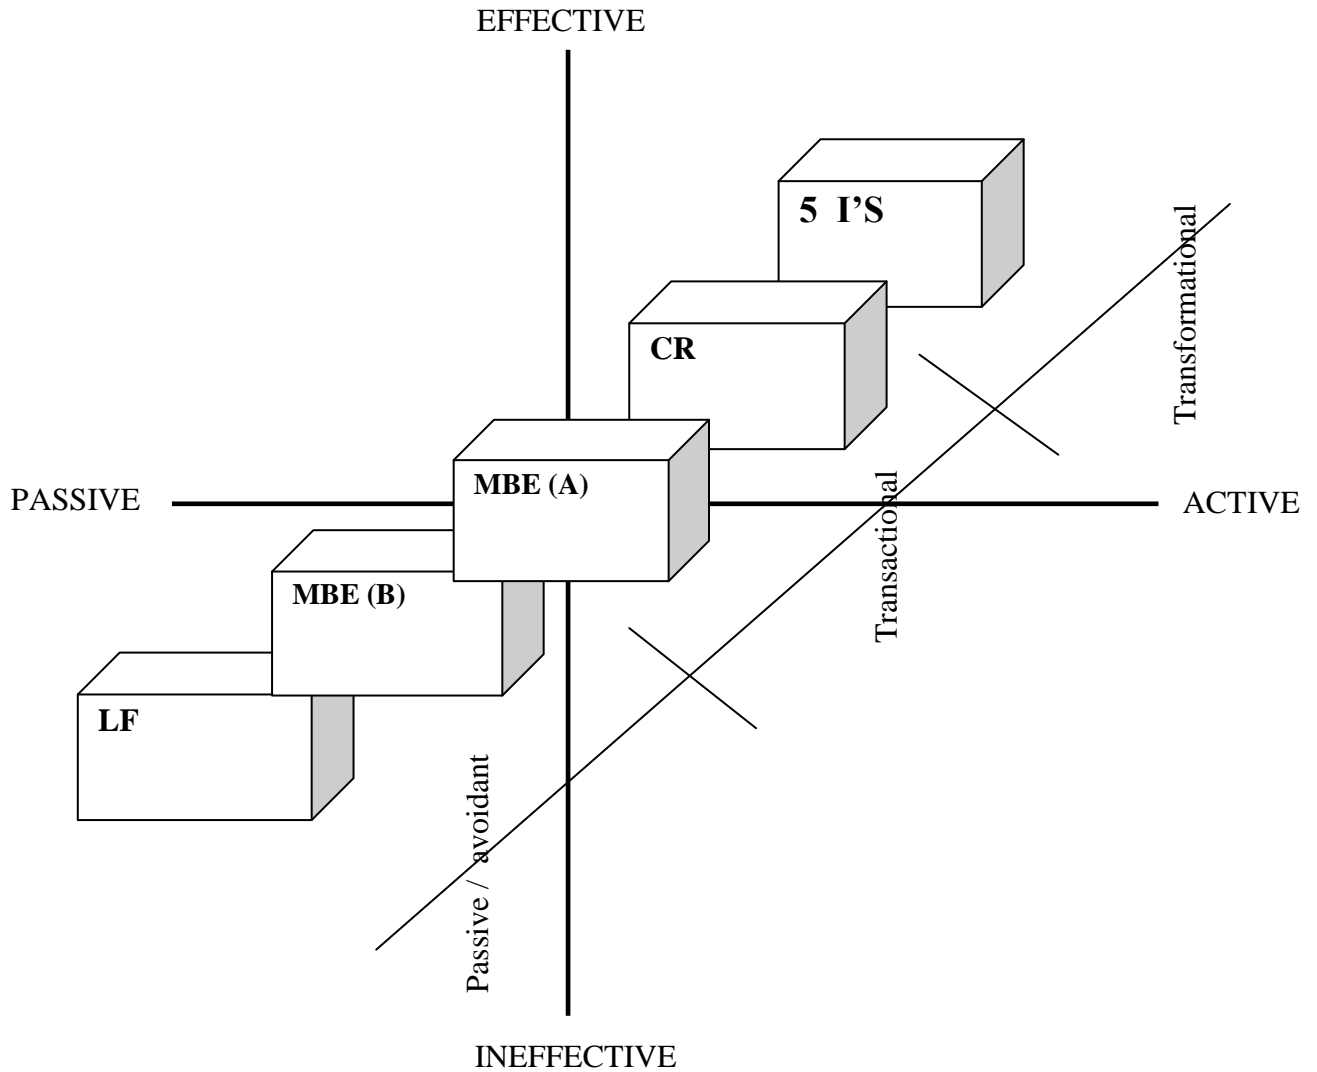 EFFECTIVE
5 I’S
Transformational
CR
MBE (A)
PASSIVE
ACTIVE
Transactional
MBE (B)
LF
Passive / avoidant
INEFFECTIVE